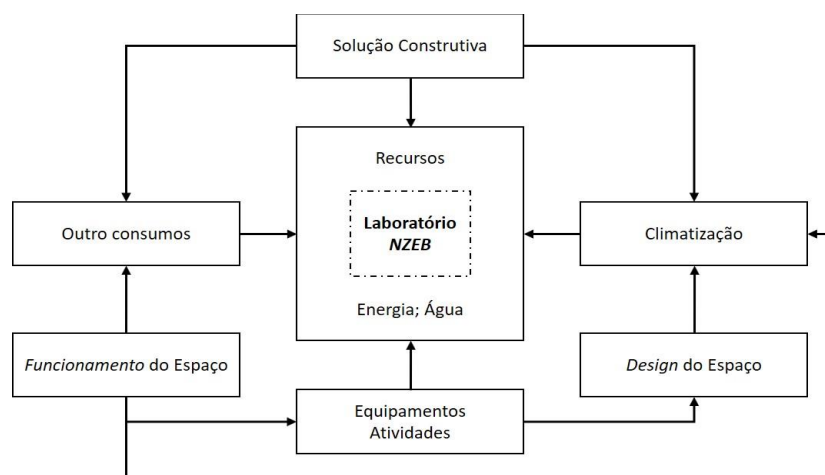 Solução Construtiva
Recursos
Laboratório
NZEB
Energia; Água
Outro consumos
Climatização
Funcionamento do Espaço
Design do Espaço
Equipamentos
Atividades